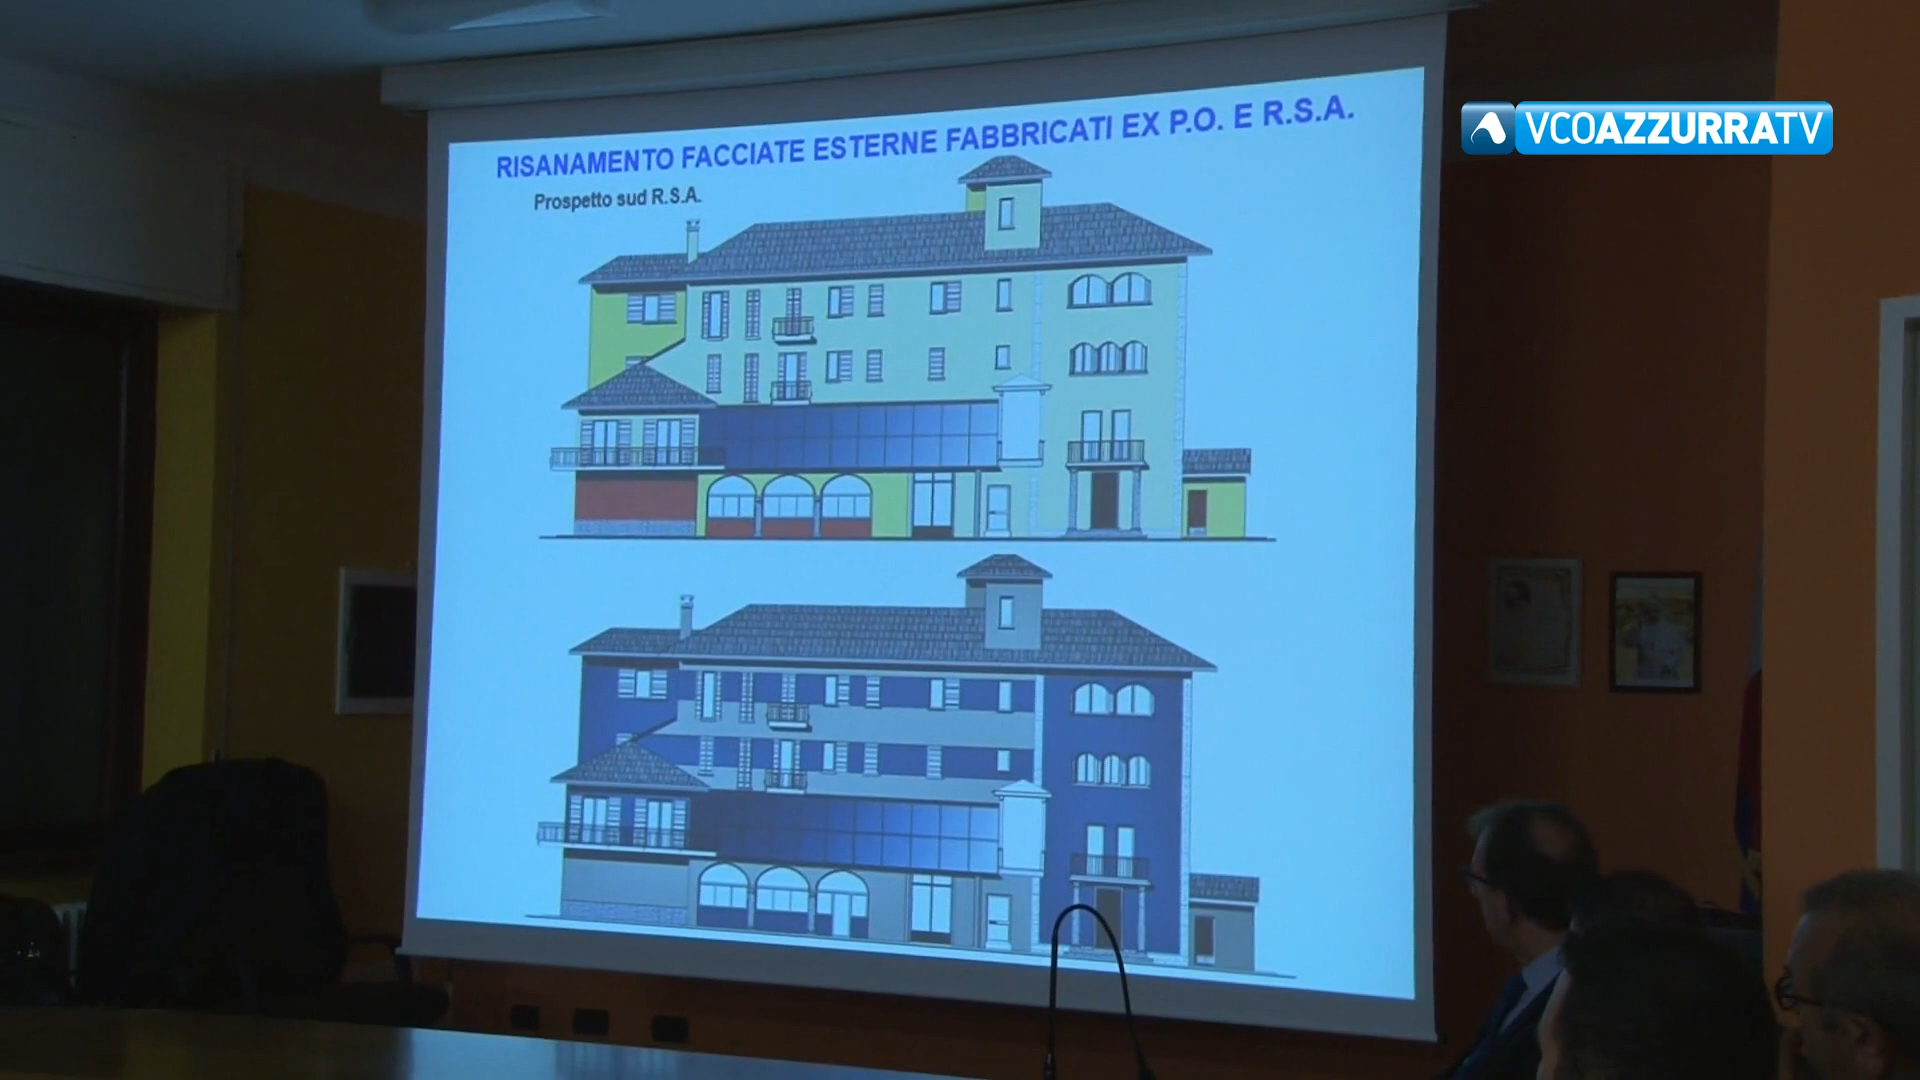 VCOAZZURRATV
RISANAMENTO FACCIATE ESTERNE FABBRICATI EX P.O. E R.S.A.
Prospetto sud R.S.A.